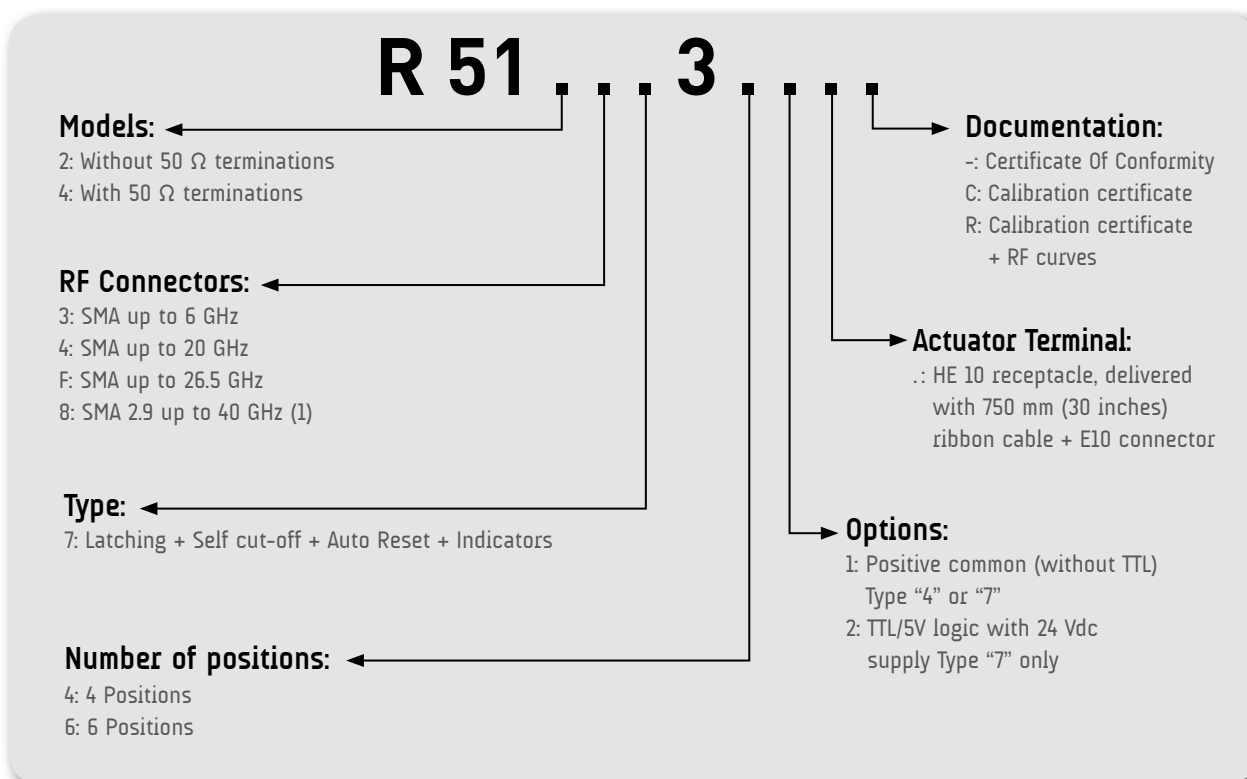 R 51 . . . 3 . . . .
Models:
2: Without 50 Ω terminations
4: With 50 Ω terminations
RF Connectors:
3: SMA up to 6 GHz
4: SMA up to 20 GHz
F: SMA up to 26.5 GHz
8: SMA 2.9 up to 40 GHz (1)
Type:
7: Latching + Self cut-off + Auto Reset + Indicators
Number of positions:
4: 4 Positions
6: 6 Positions
Documentation:
-: Certificate Of Conformity
C: Calibration certificate
R: Calibration certificate
+ RF curves
Actuator Terminal:
.: HE 10 receptacle, delivered
with 750 mm (30 inches)
ribbon cable + E10 connector
Options:
1: Positive common (without TTL)
Type “4” or “7”
2: TTL/5V logic with 24 Vdc
supply Type “7” only